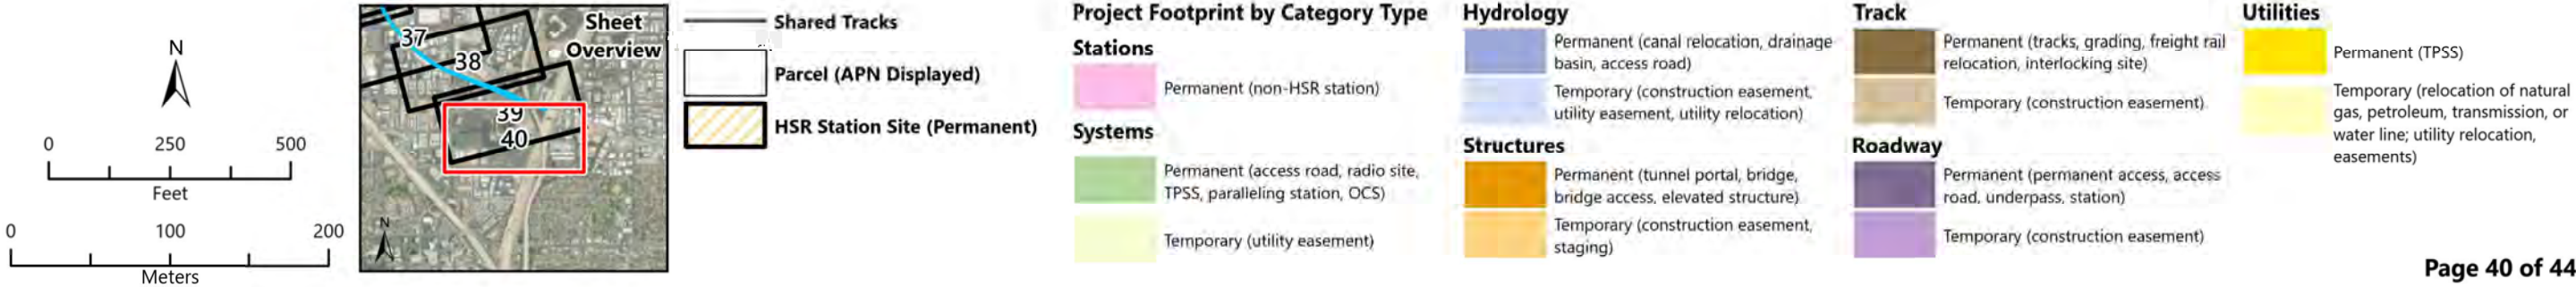 N
0 250 500
Feet
0 100 200
Meters
Sheet
Overview
37
38
39
40
N
Shared Tracks
Parcel (APN Displayed)
HSR Station Site (Permanent)
Project Footprint by Category Type
Stations
Permanent (non-HSR station)
Systems
Permanent (access road, radio site,
TPSS, paralleling station, OCS)
Temporary (utility easement)
Hydrology
Permanent (canal relocation, drainage
basin, access road)
Temporary (construction easement,
utility easement, utility relocation)
Structures
Permanent (tunnel portal, bridge,
bridge access, elevated structure)
Temporary (construction easement,
staging)
Track
Permanent (tracks, grading, freight rail
relocation, interlocking site)
Temporary (construction easement)
Roadway
Permanent (permanent access, access
road, underpass, station)
Temporary (construction easement)
Utilities
Permanent (TPSS)
Temporary (relocation of natural
gas, petroleum, transmission, or
water line; utility relocation,
easements)
Page 40 of 44